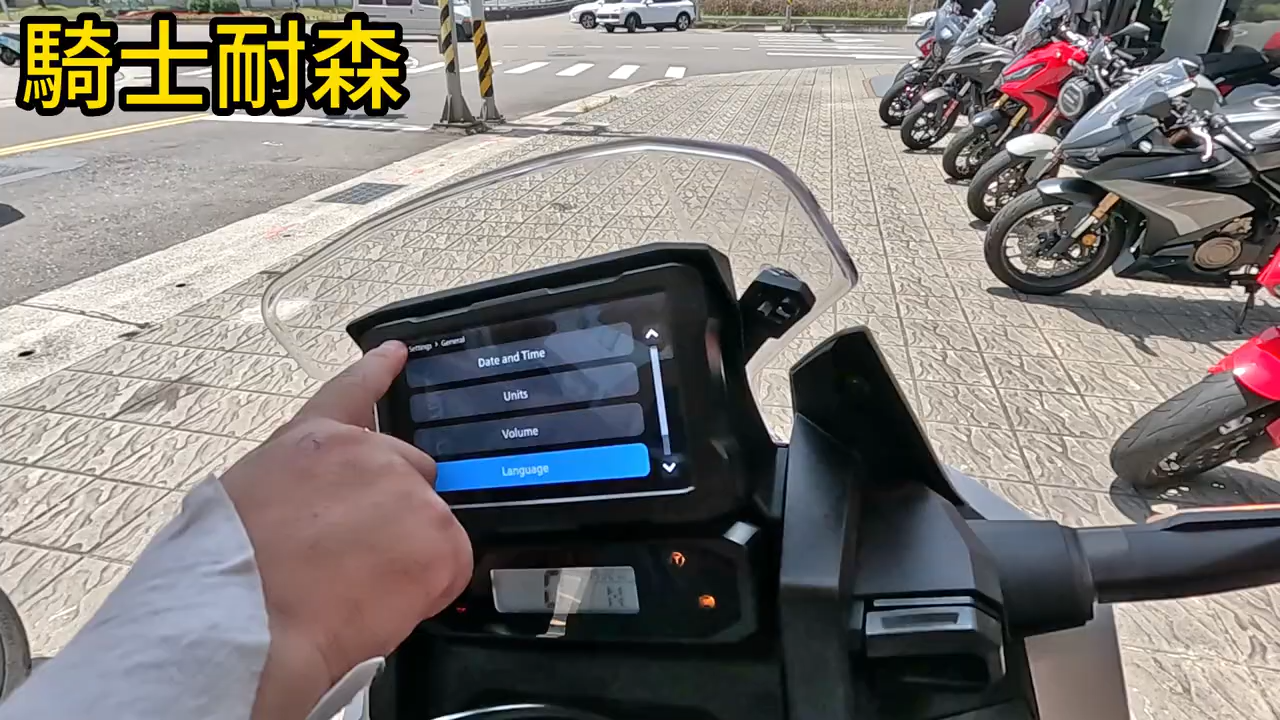 騎士耐森
Settings > General
Date and Time
Units
Volume
Language